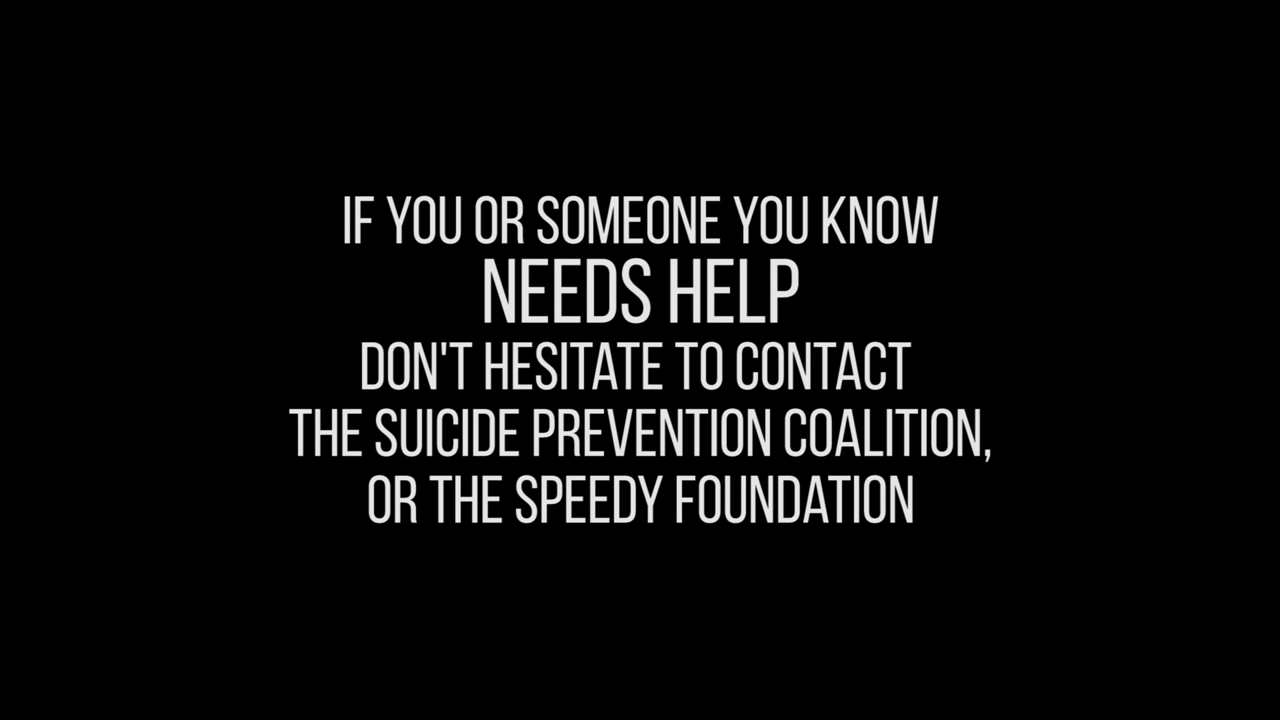 IF YOU OR SOMEONE YOU KNOW
NEEDS HELP
DON'T HESITATE TO CONTACT
THE SUICIDE PREVENTION COALITION,
OR THE SPEEDY FOUNDATION